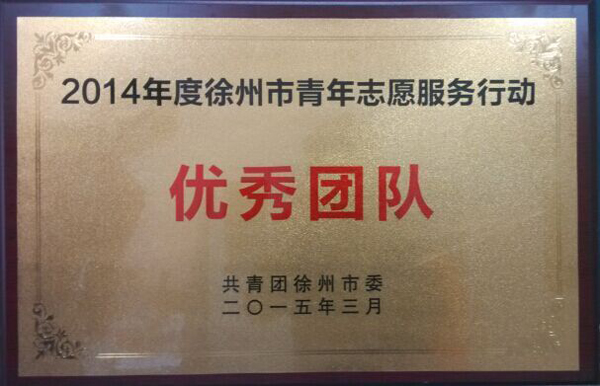 2014年度徐州市青年志愿服务行动
优秀团队
共青团徐州市委
二〇一五年三月